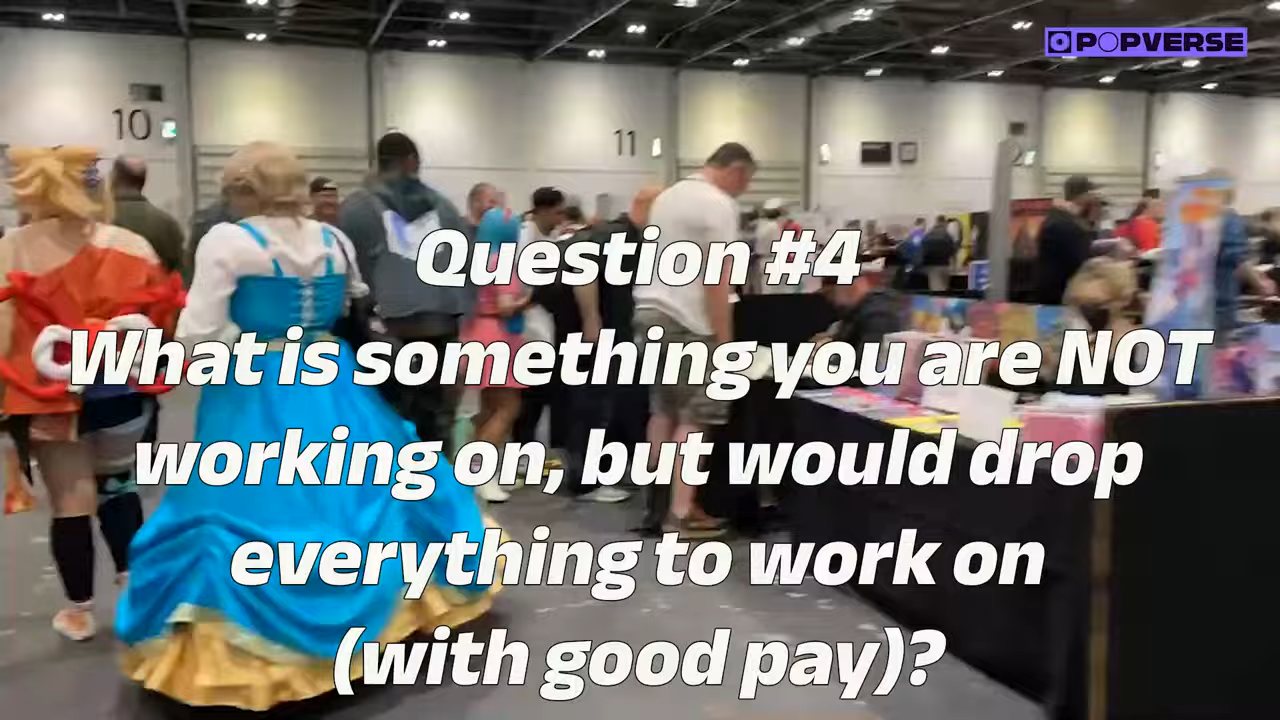 POPVERSE
10
11
Question #4
What is something you are NOT
working on, but would drop
everything to work on
(with good pay)?